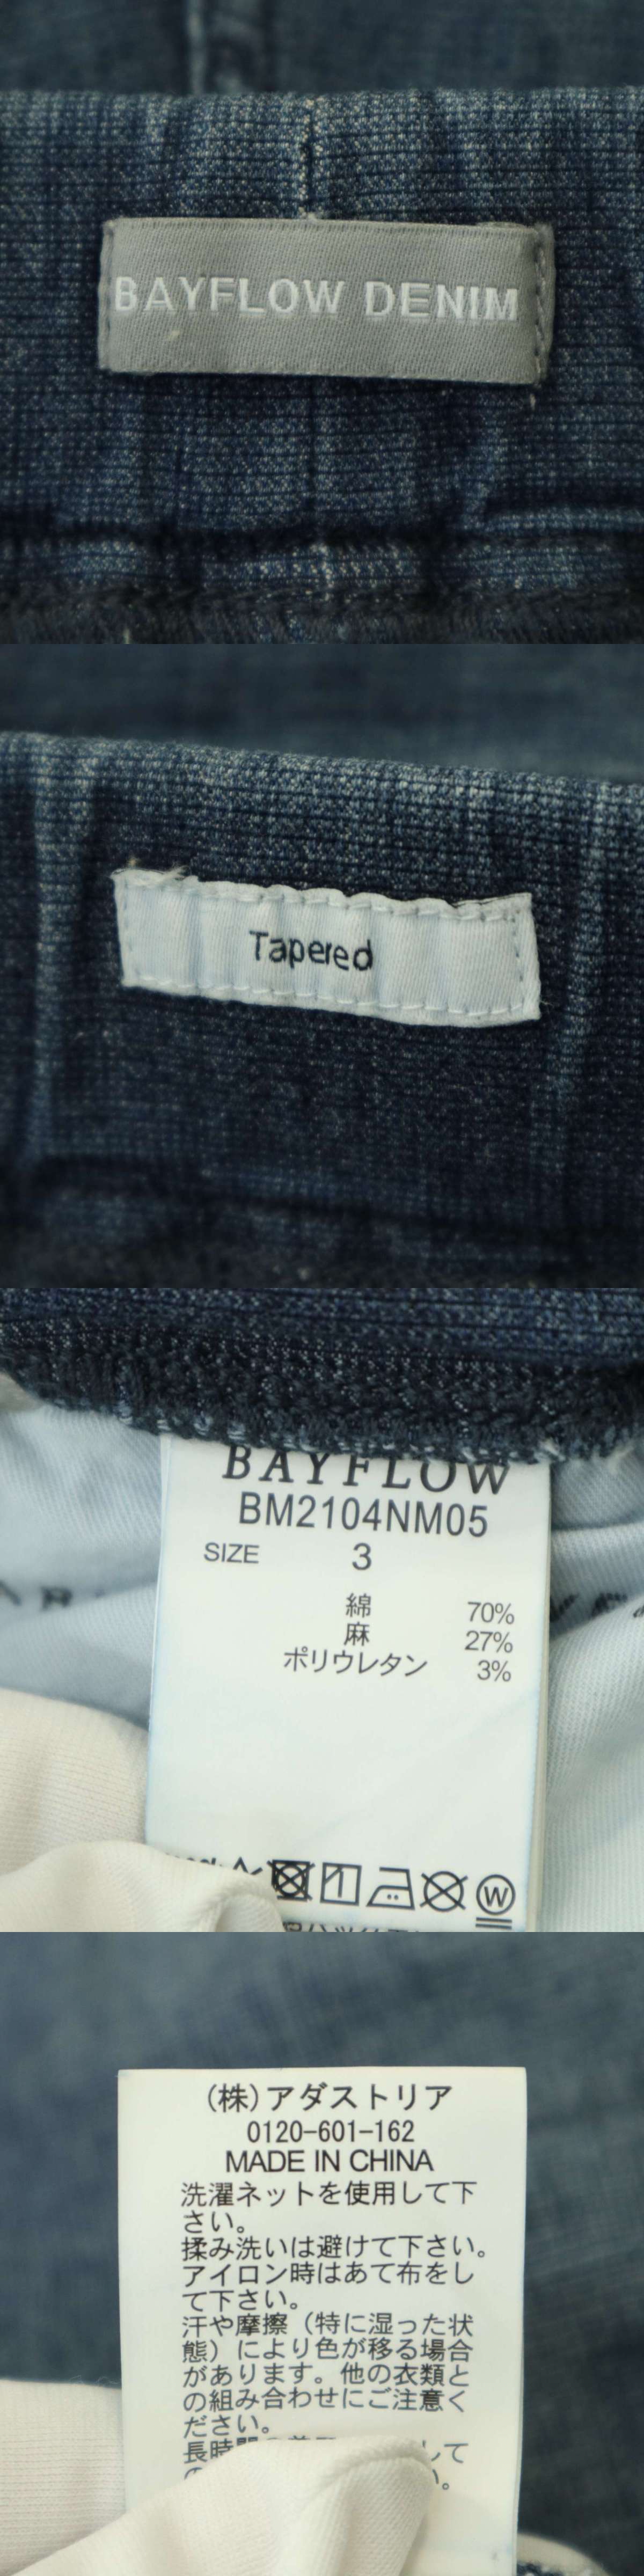 BAYFLOW DENIM
Tapered
BAYFLOW
BM2104NM05
SIZE 3
綿 70%
麻 27%
ポリウレタン 3%
W
(株)アダストリア
0120-601-162
MADE IN CHINA
洗濯ネットを使用して下
さい。
揉み洗いは避けて下さい。
アイロン時はあて布をし
て下さい。
汗や摩擦（特に湿った状
態）により色が移る場合
があります。他の衣類と
の組み合わせにご注意く
ださい。
長時 して
の 。